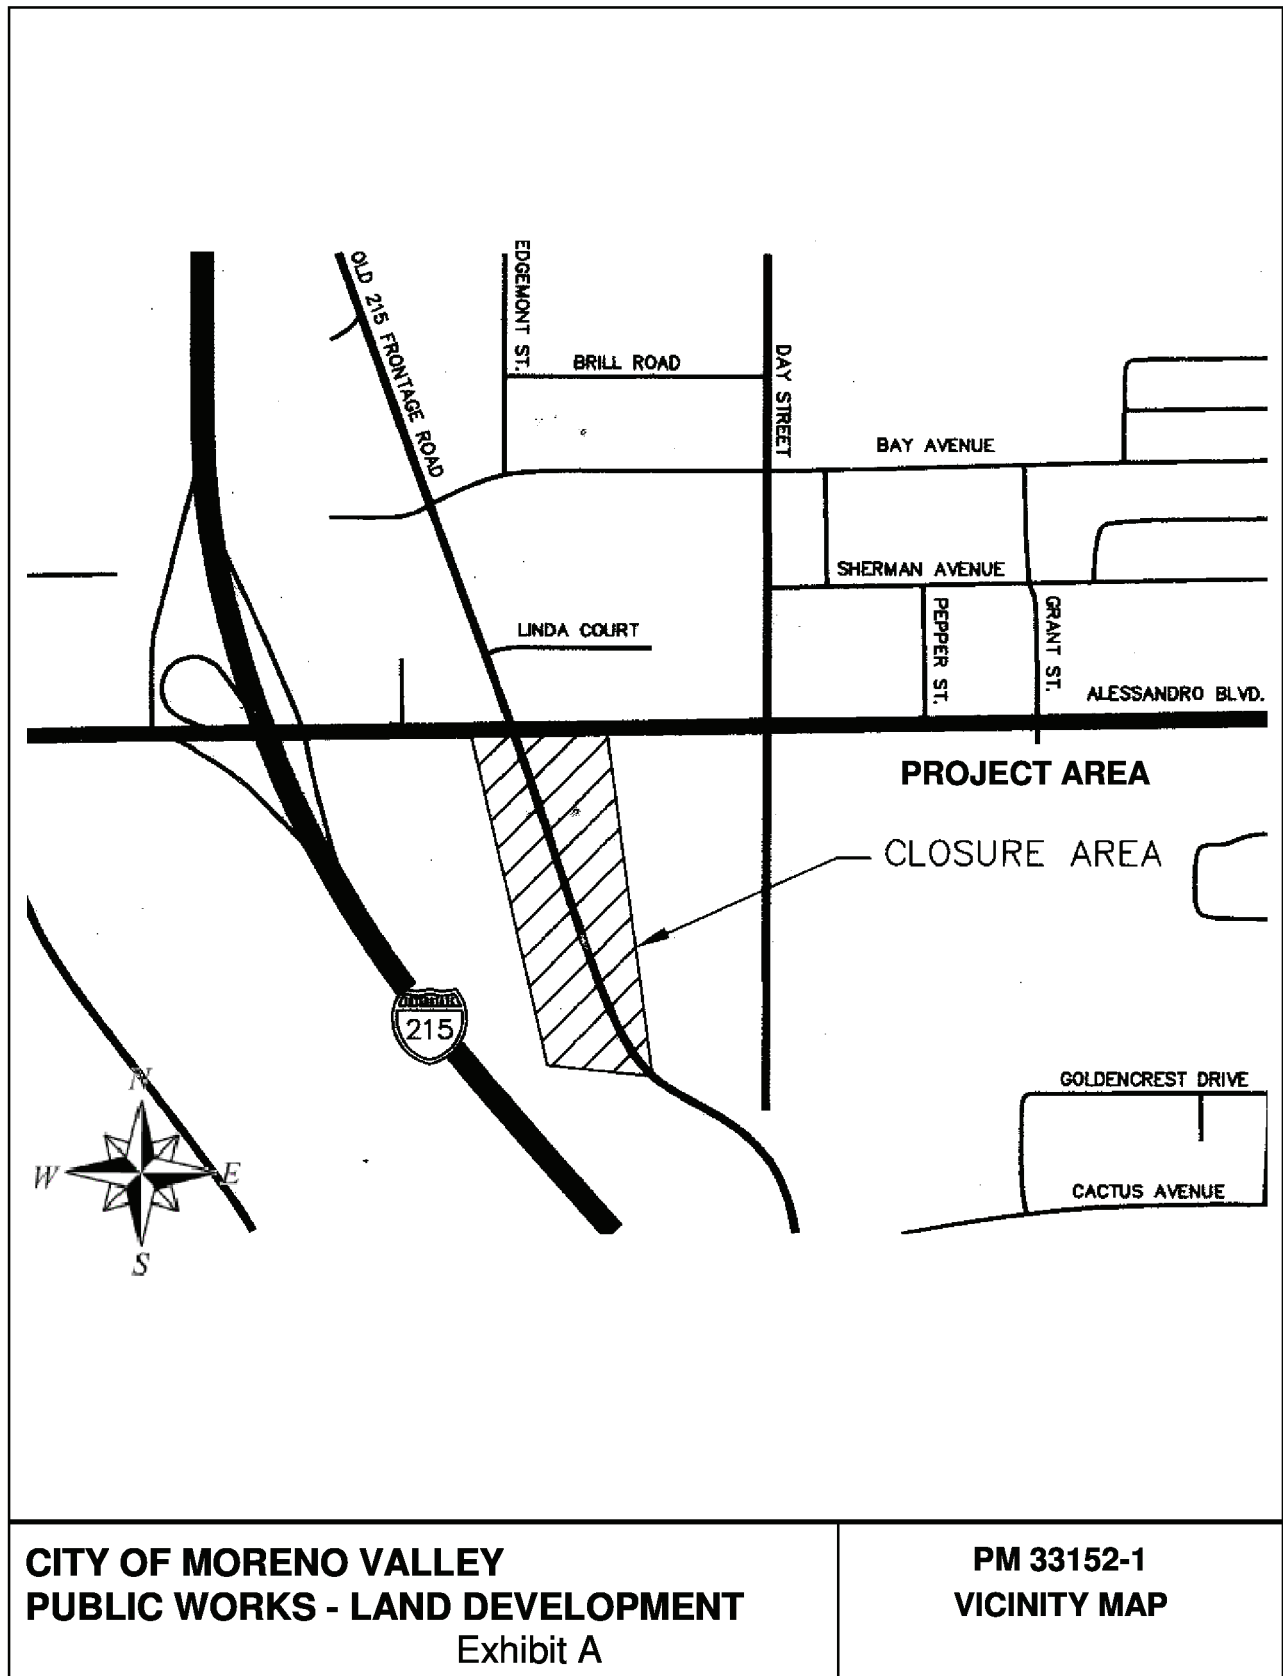 EDGEMONT ST.
OLD 215 FRONTAGE ROAD
BRILL ROAD
DAY STREET
BAY AVENUE
SHERMAN AVENUE
LINDA COURT
PEPPER ST.
GRANT ST.
ALESSANDRO BLVD.
PROJECT AREA
CLOSURE AREA
215
N
W
E
S
GOLDENCREST DRIVE
CACTUS AVENUE
CITY OF MORENO VALLEY
PUBLIC WORKS - LAND DEVELOPMENT
Exhibit A
PM 33152-1
VICINITY MAP